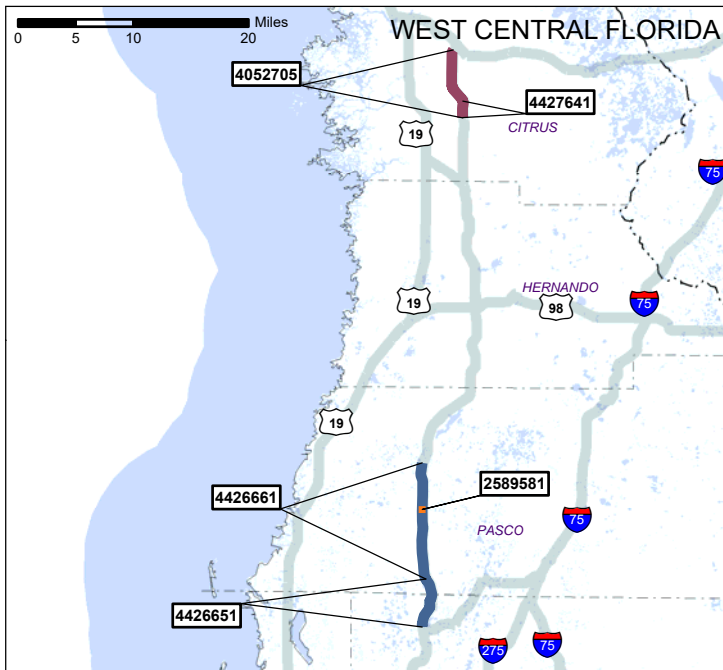 Miles
0 5 10 20
WEST CENTRAL FLORIDA
4052705
4427641
CITRUS
19
75
HERNANDO
19
98
75
19
4426661
2589581
75
PASCO
4426651
275
75